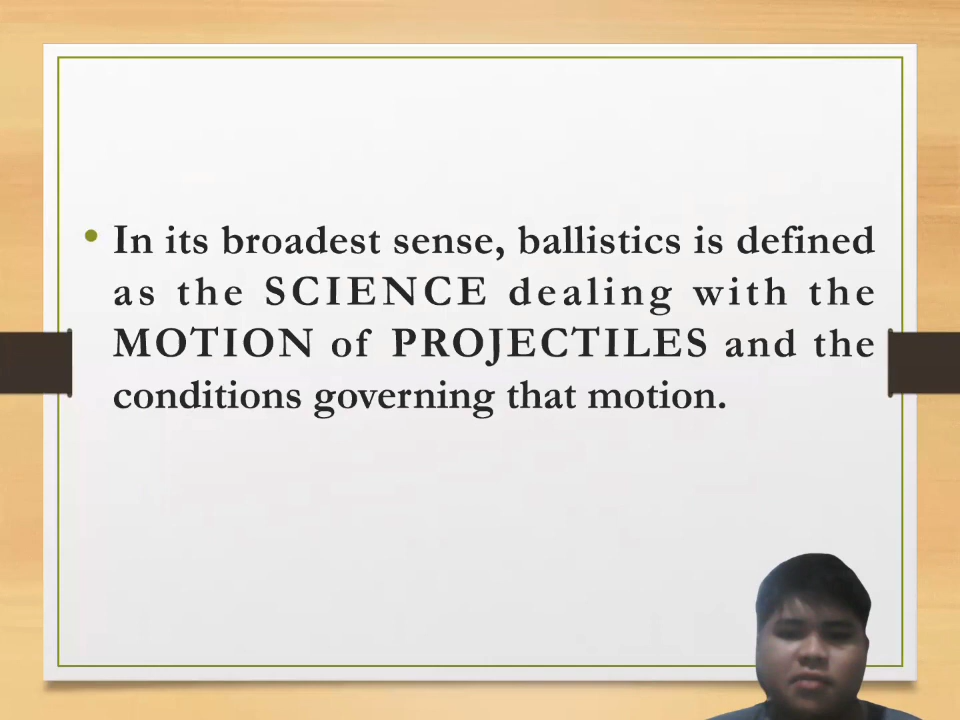 • In its broadest sense, ballistics is defined
as the SCIENCE dealing with the
MOTION of PROJECTILES and the
conditions governing that motion.